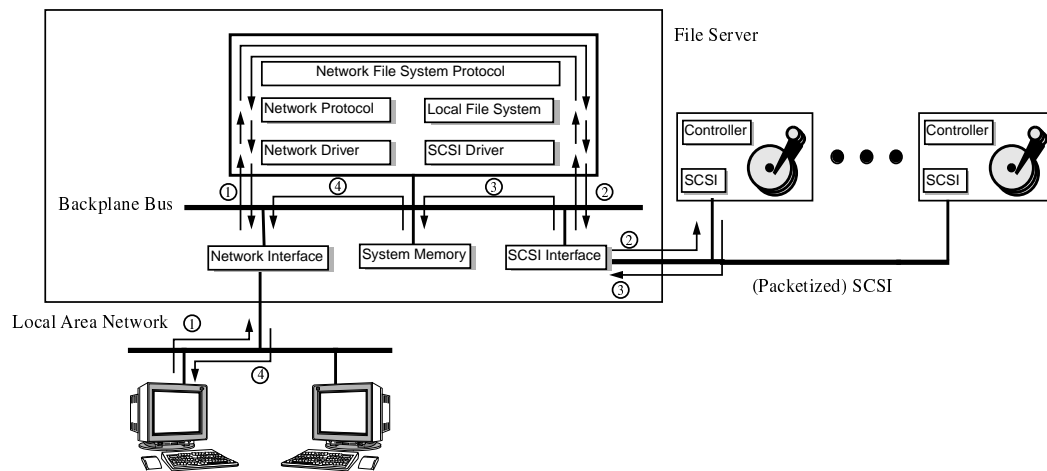 File Server
Network File System Protocol
Network Protocol
Local File System
Network Driver
SCSI Driver
Controller
SCSI
Controller
SCSI
①
④
③
②
Backplane Bus
Network Interface
System Memory
SCSI Interface
②
③
(Packetized) SCSI
Local Area Network
①
④